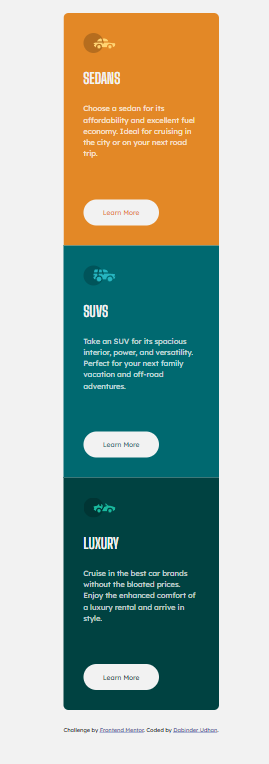 SEDANS
Choose a sedan for its
affordability and excellent fuel
economy. Ideal for cruising in
the city or on your next road
trip.
Learn More
SUVS
Take an SUV for its spacious
interior, power, and versatility.
Perfect for your next family
vacation and off-road
adventures.
Learn More
LUXURY
Cruise in the best car brands
without the bloated prices.
Enjoy the enhanced comfort of
a luxury rental and arrive in
style.
Learn More
Challenge by Frontend Mentor. Coded by Dabinder Udhan.